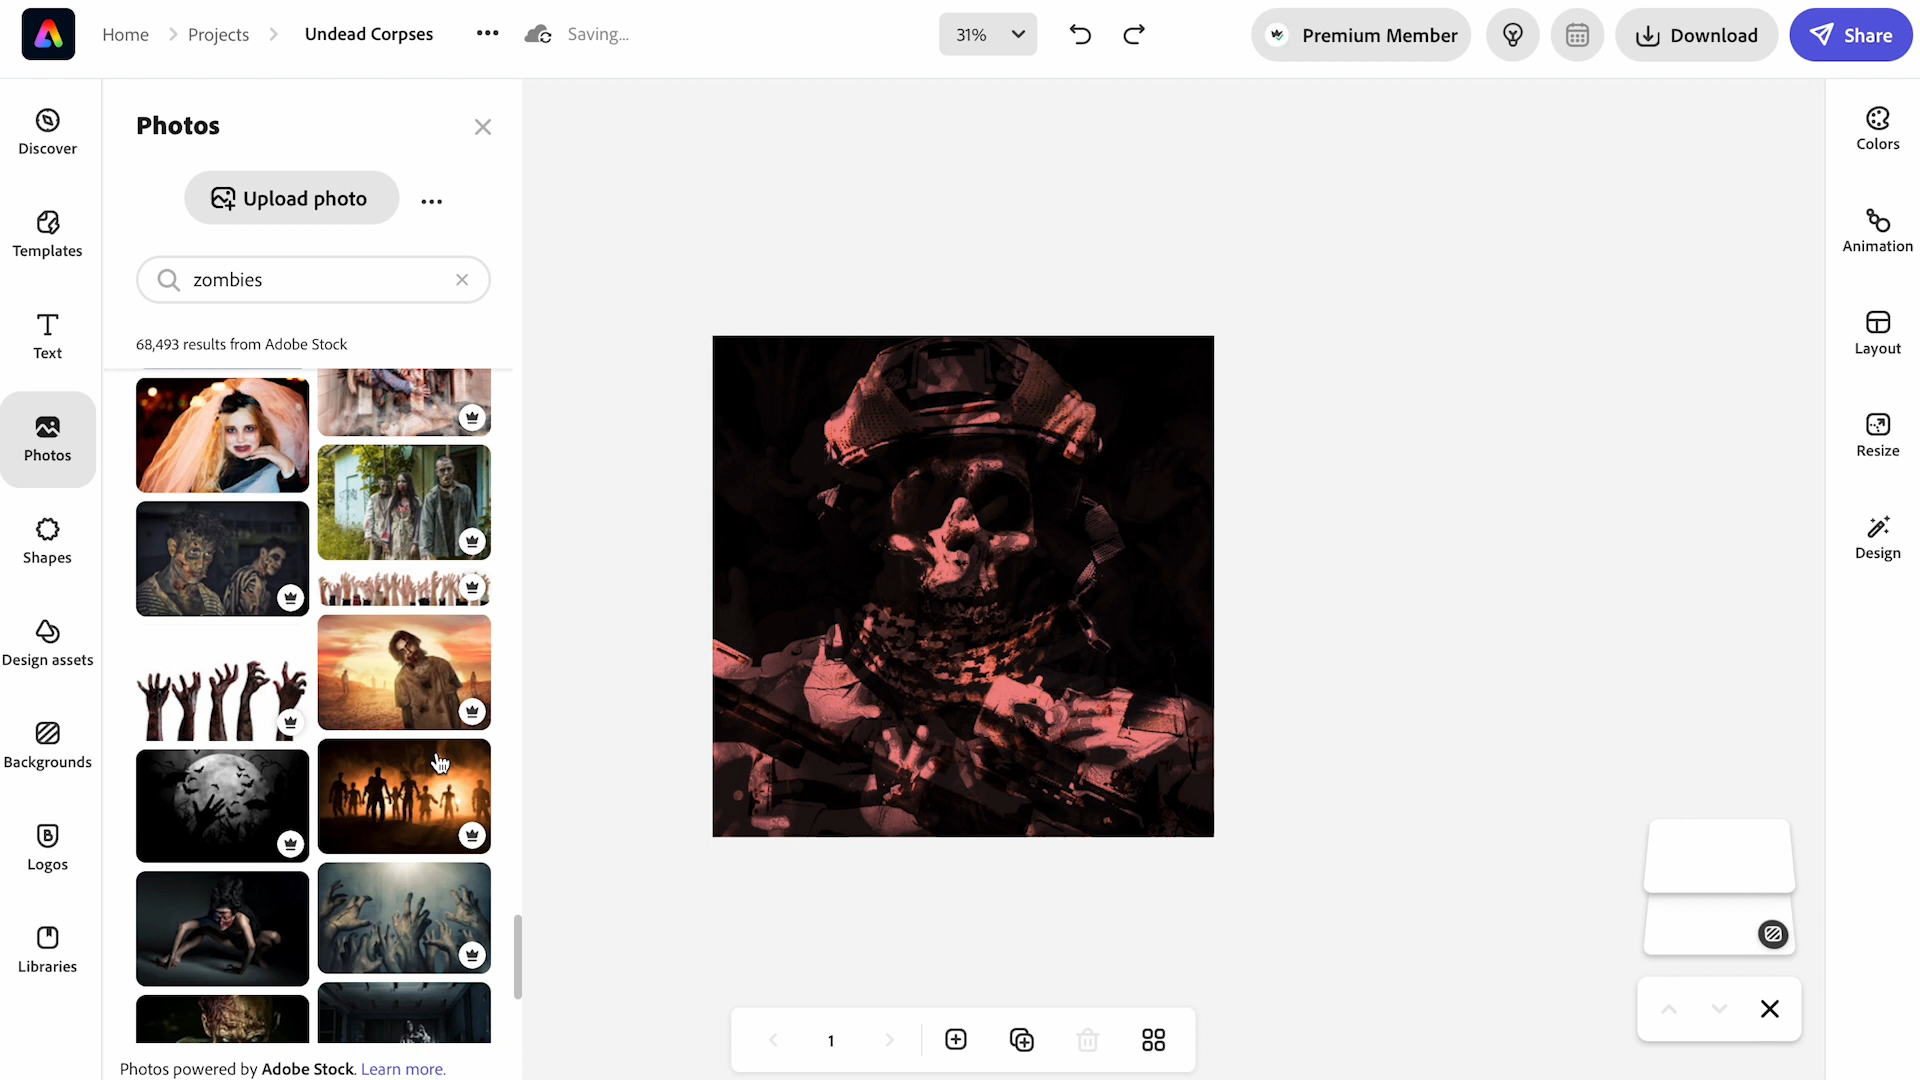 Home
Projects
Undead Corpses
Saving...
31%
Premium Member
Download
Share
Discover
Templates
Text
Photos
Shapes
Design assets
Backgrounds
Logos
Libraries
Photos
Upload photo
zombies
68,493 results from Adobe Stock
Photos powered by Adobe Stock. Learn more.
1
Colors
Animation
Layout
Resize
Design